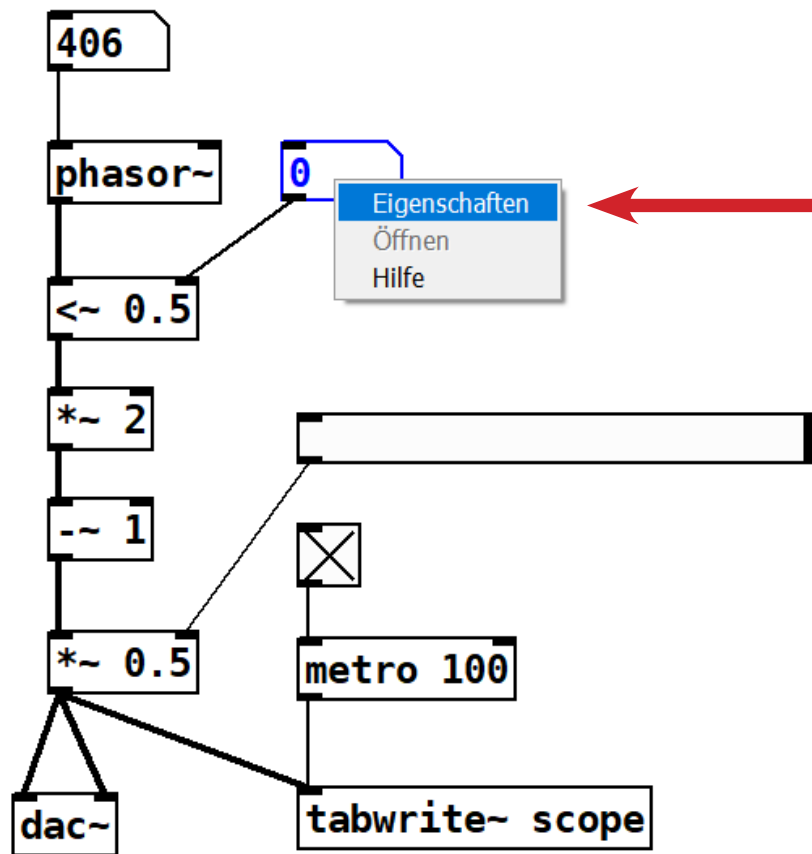 406
phasor~
0
Eigenschaften
Öffnen
Hilfe
<~ 0.5
*~ 2
-~ 1
*~ 0.5
metro 100
dac~
tabwrite~ scope